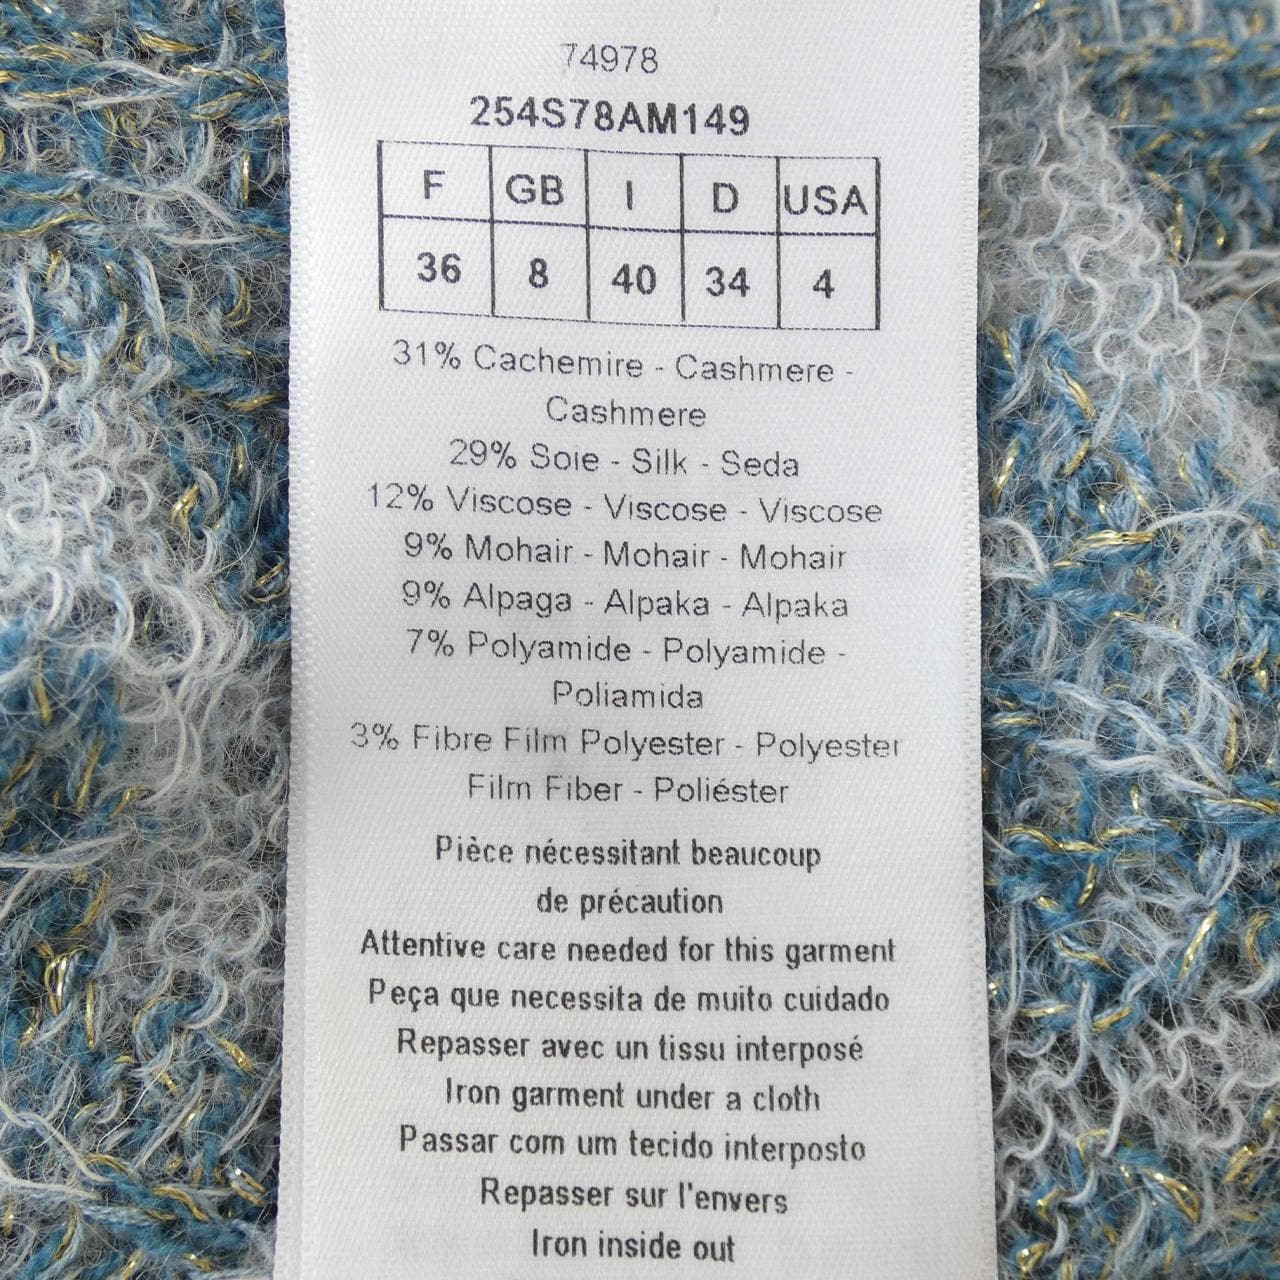 74978
254S78AM149
F GB I D USA
36 8 40 34 4
31% Cachemire - Cashmere -
Cashmere
29% Soie - Silk - Seda
12% Viscose - Viscose - Viscose
9% Mohair - Mohair - Mohair
9% Alpaga - Alpaka - Alpaka
7% Polyamide - Polyamide -
Poliamida
3% Fibre Film Polyester - Polyester
Film Fiber - Poliéster
Pièce nécessitant beaucoup
de précaution
Attentive care needed for this garment
Peça que necessita de muito cuidado
Repasser avec un tissu interposé
Iron garment under a cloth
Passar com um tecido interposto
Repasser sur l'envers
Iron inside out